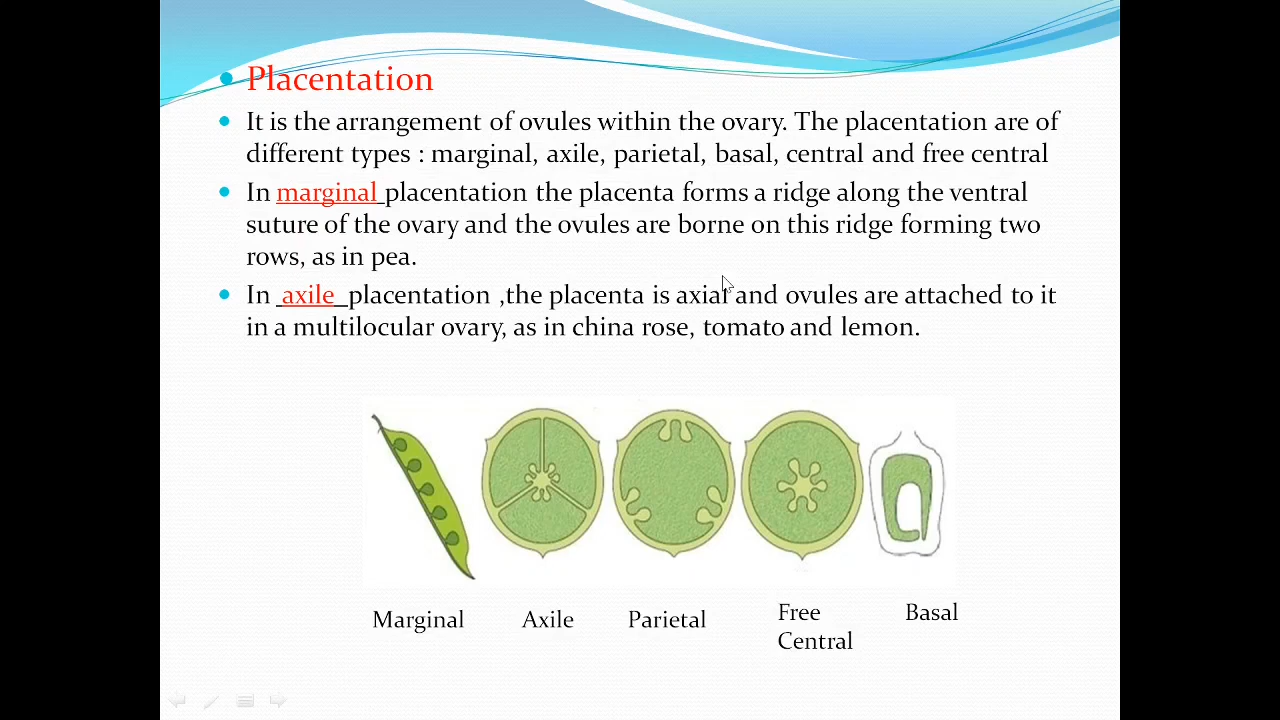 Placentation
It is the arrangement of ovules within the ovary. The placentation are of
different types : marginal, axile, parietal, basal, central and free central
In marginal placentation the placenta forms a ridge along the ventral
suture of the ovary and the ovules are borne on this ridge forming two
rows, as in pea.
In axile placentation ,the placenta is axial and ovules are attached to it
in a multilocular ovary, as in china rose, tomato and lemon.
Marginal
Axile
Parietal
Free
Central
Basal